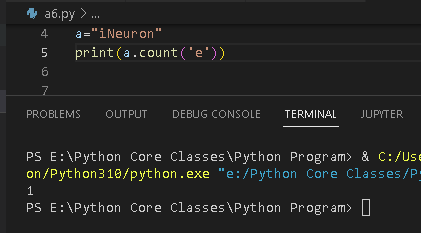 a6.py > ...
4 a="iNeuron"
5 print(a.count('e'))
6
7
PROBLEMS OUTPUT DEBUG CONSOLE TERMINAL JUPYTER
PS E:\Python Core Classes\Python Program> & C:/Use
on/Python310/python.exe "e:/Python Core Classes/Py
1
PS E:\Python Core Classes\Python Program>